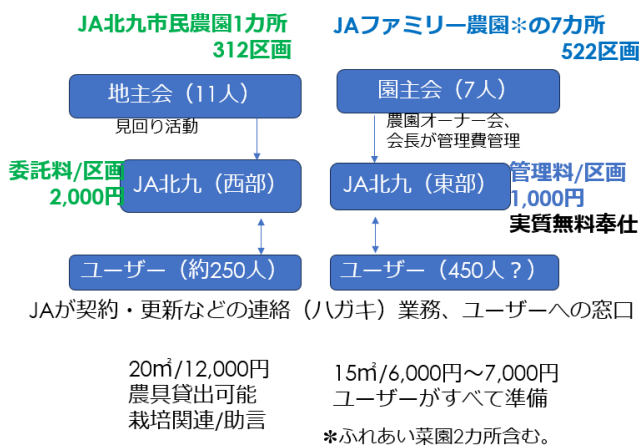 JA北九市民農園1カ所
312区画
地主会（11人）
見回り活動
委託料/区画
2,000円
JA北九（西部）
ユーザー（約250人）
JAファミリー農園＊の7カ所
522区画
園主会（7人）
農園オーナー会、
会長が管理費管理
JA北九（東部）
管理料/区画
1,000円
実質無料奉仕
ユーザー（450人？）
JAが契約・更新などの連絡（ハガキ）業務、ユーザーへの窓口
20㎡/12,000円
農具貸出可能
栽培関連/助言
15㎡/6,000円～7,000円
ユーザーがすべて準備
＊ふれあい菜園2カ所含む。